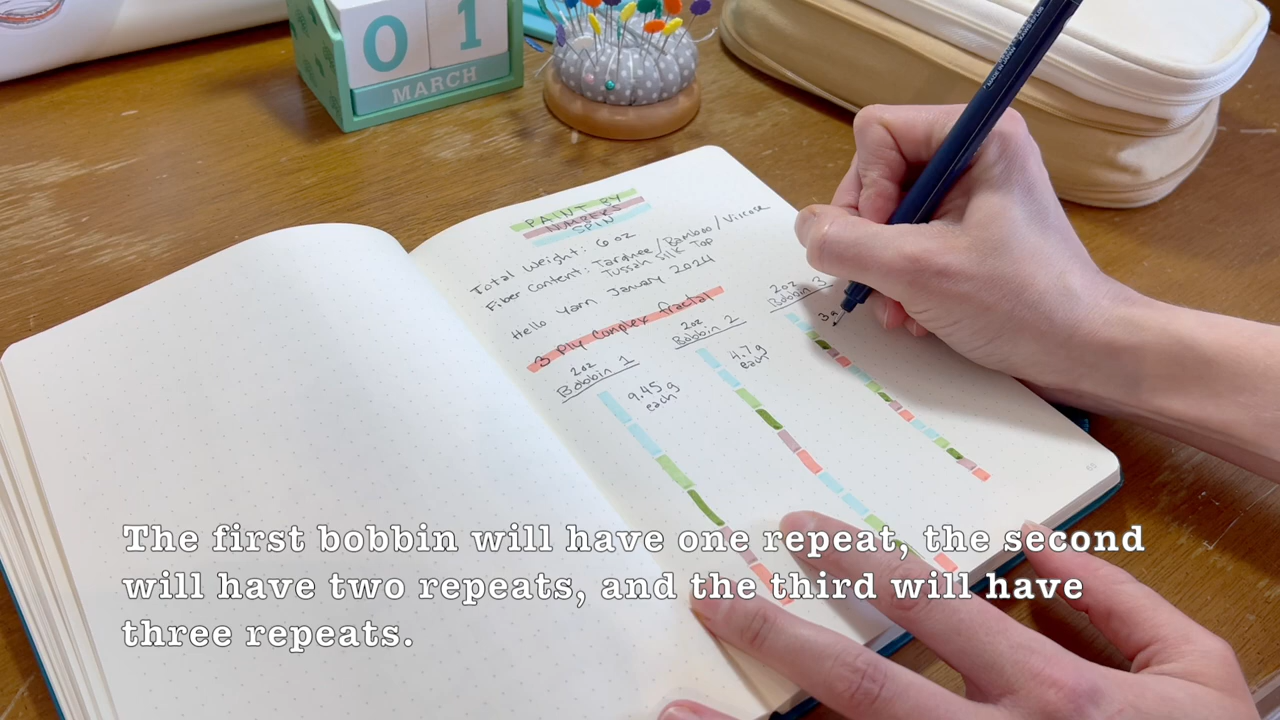 01
MARCH
PAINT BY
NUMBERS
SPIN
Total Weight: 6 oz
Fiber Content: Targhee / Bamboo / Viscose
Tussah Silk Top
Hello Yarn January 2024
3 Ply Complex fractal
2oz
Bobbin 1
9.45 g
each
2oz
Bobbin 2
4.7 g
each
2oz
Bobbin 3
3g
The first bobbin will have one repeat, the second
will have two repeats, and the third will have
three repeats.